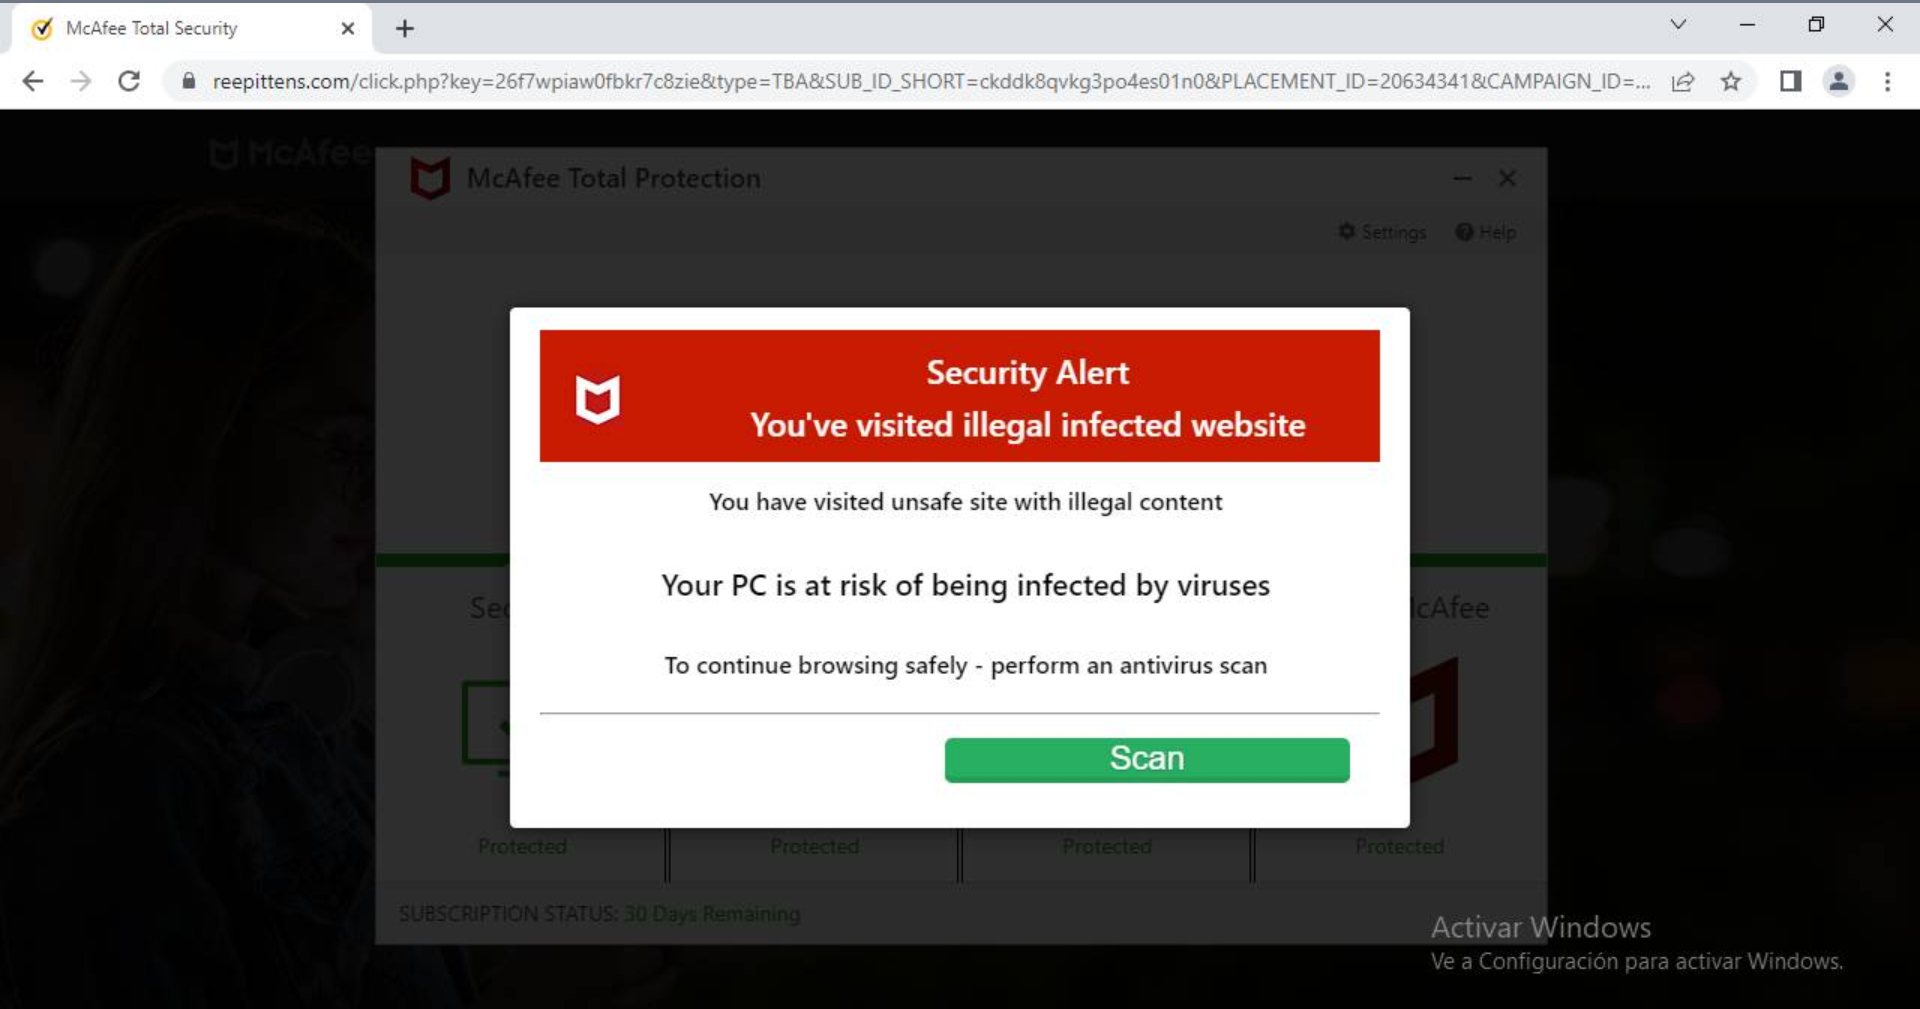 McAfee Total Security
reepittens.com/click.php?key=26f7wpiaw0fbkr7c8zie&type=TBA&SUB_ID_SHORT=ckddk8qvkg3po4es01n0&PLACEMENT_ID=20634341&CAMPAIGN_ID=...
McAfee
McAfee Total Protection
Settings Help
Security Alert
You've visited illegal infected website
You have visited unsafe site with illegal content
Your PC is at risk of being infected by viruses
Sec cAfee
To continue browsing safely - perform an antivirus scan
Scan
Protected Protected Protected Protected
SUBSCRIPTION STATUS: 30 Days Remaining
Activar Windows
Ve a Configuración para activar Windows.